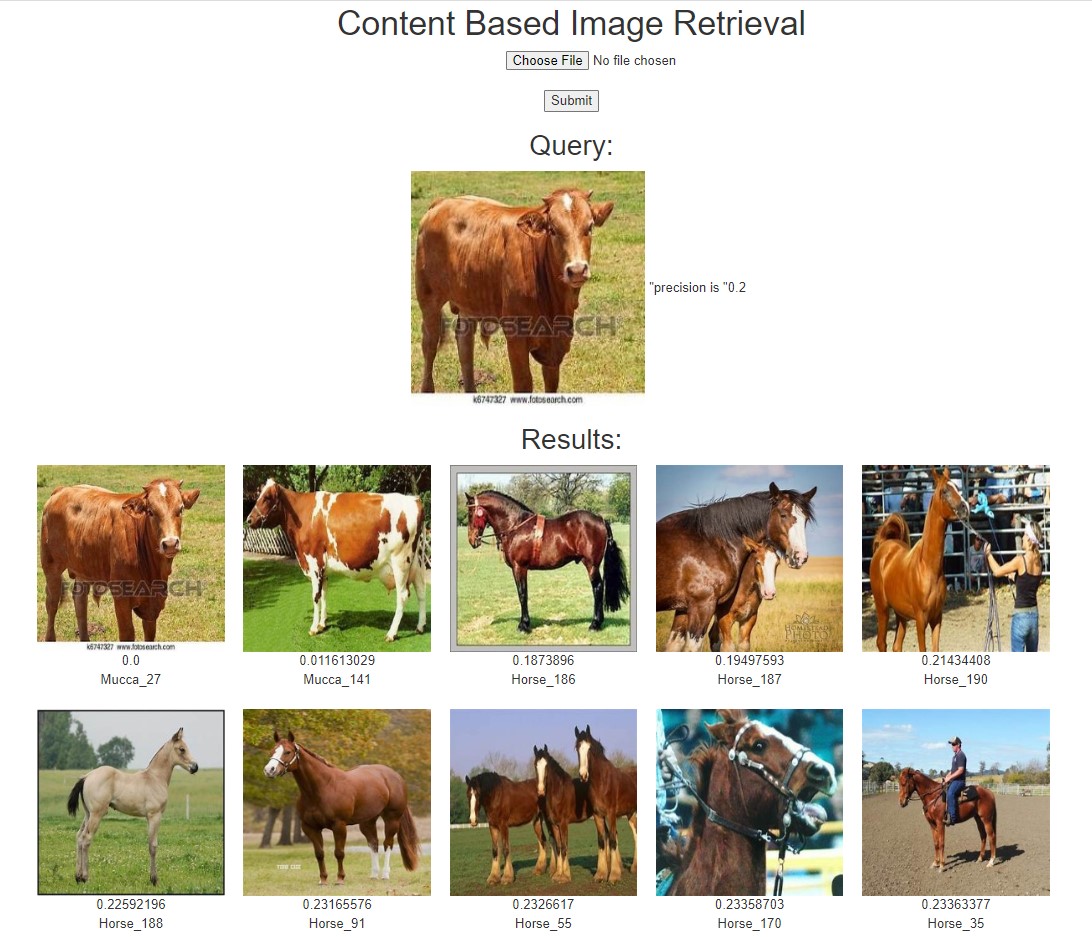 Content Based Image Retrieval
Choose File No file chosen
Submit
Query:
FOTOSEARCH
k6747327 www.fotosearch.com
"precision is "0.2
Results:
FOTOSEARCH
k6747327 www.fotosearch.com
0.0
Mucca_27
0.011613029
Mucca_141
0.1873896
Horse_186
PHOTO
0.19497593
Horse_187
0.21434408
Horse_190
0.22592196
Horse_188
0.23165576
Horse_91
0.2326617
Horse_55
0.23358703
Horse_170
0.23363377
Horse_35